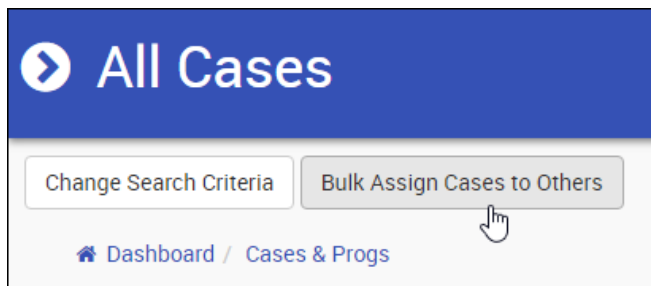 All Cases
Change Search Criteria Bulk Assign Cases to Others
Dashboard / Cases & Progs